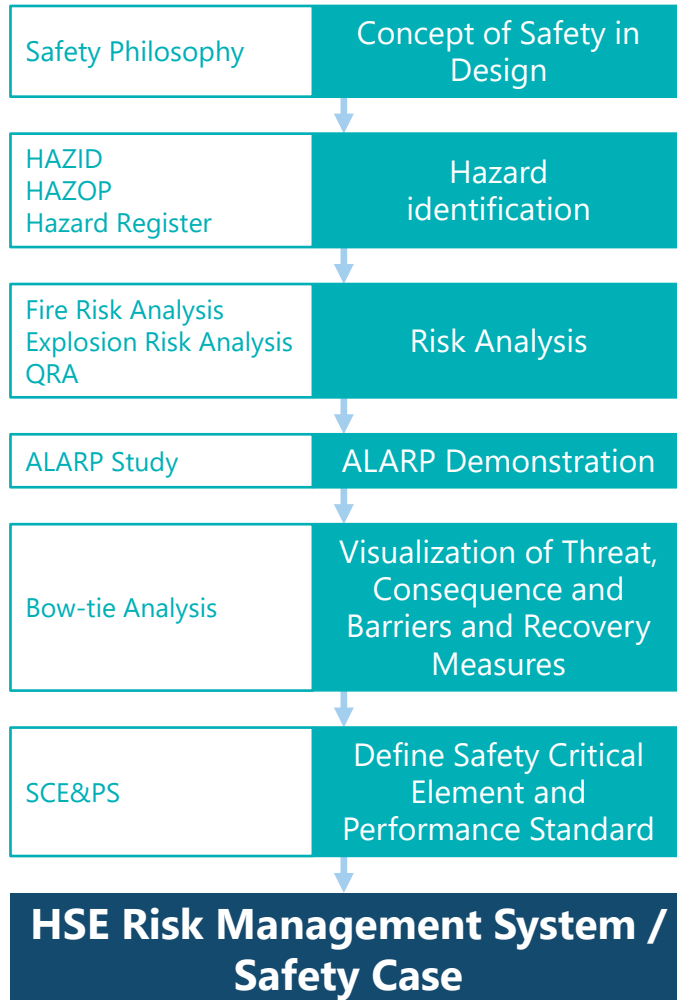 Safety Philosophy
Concept of Safety in
Design
HAZID
HAZOP
Hazard Register
Hazard
identification
Fire Risk Analysis
Explosion Risk Analysis
QRA
Risk Analysis
ALARP Study
ALARP Demonstration
Bow-tie Analysis
Visualization of Threat,
Consequence and
Barriers and Recovery
Measures
SCE&PS
Define Safety Critical
Element and
Performance Standard
HSE Risk Management System /
Safety Case